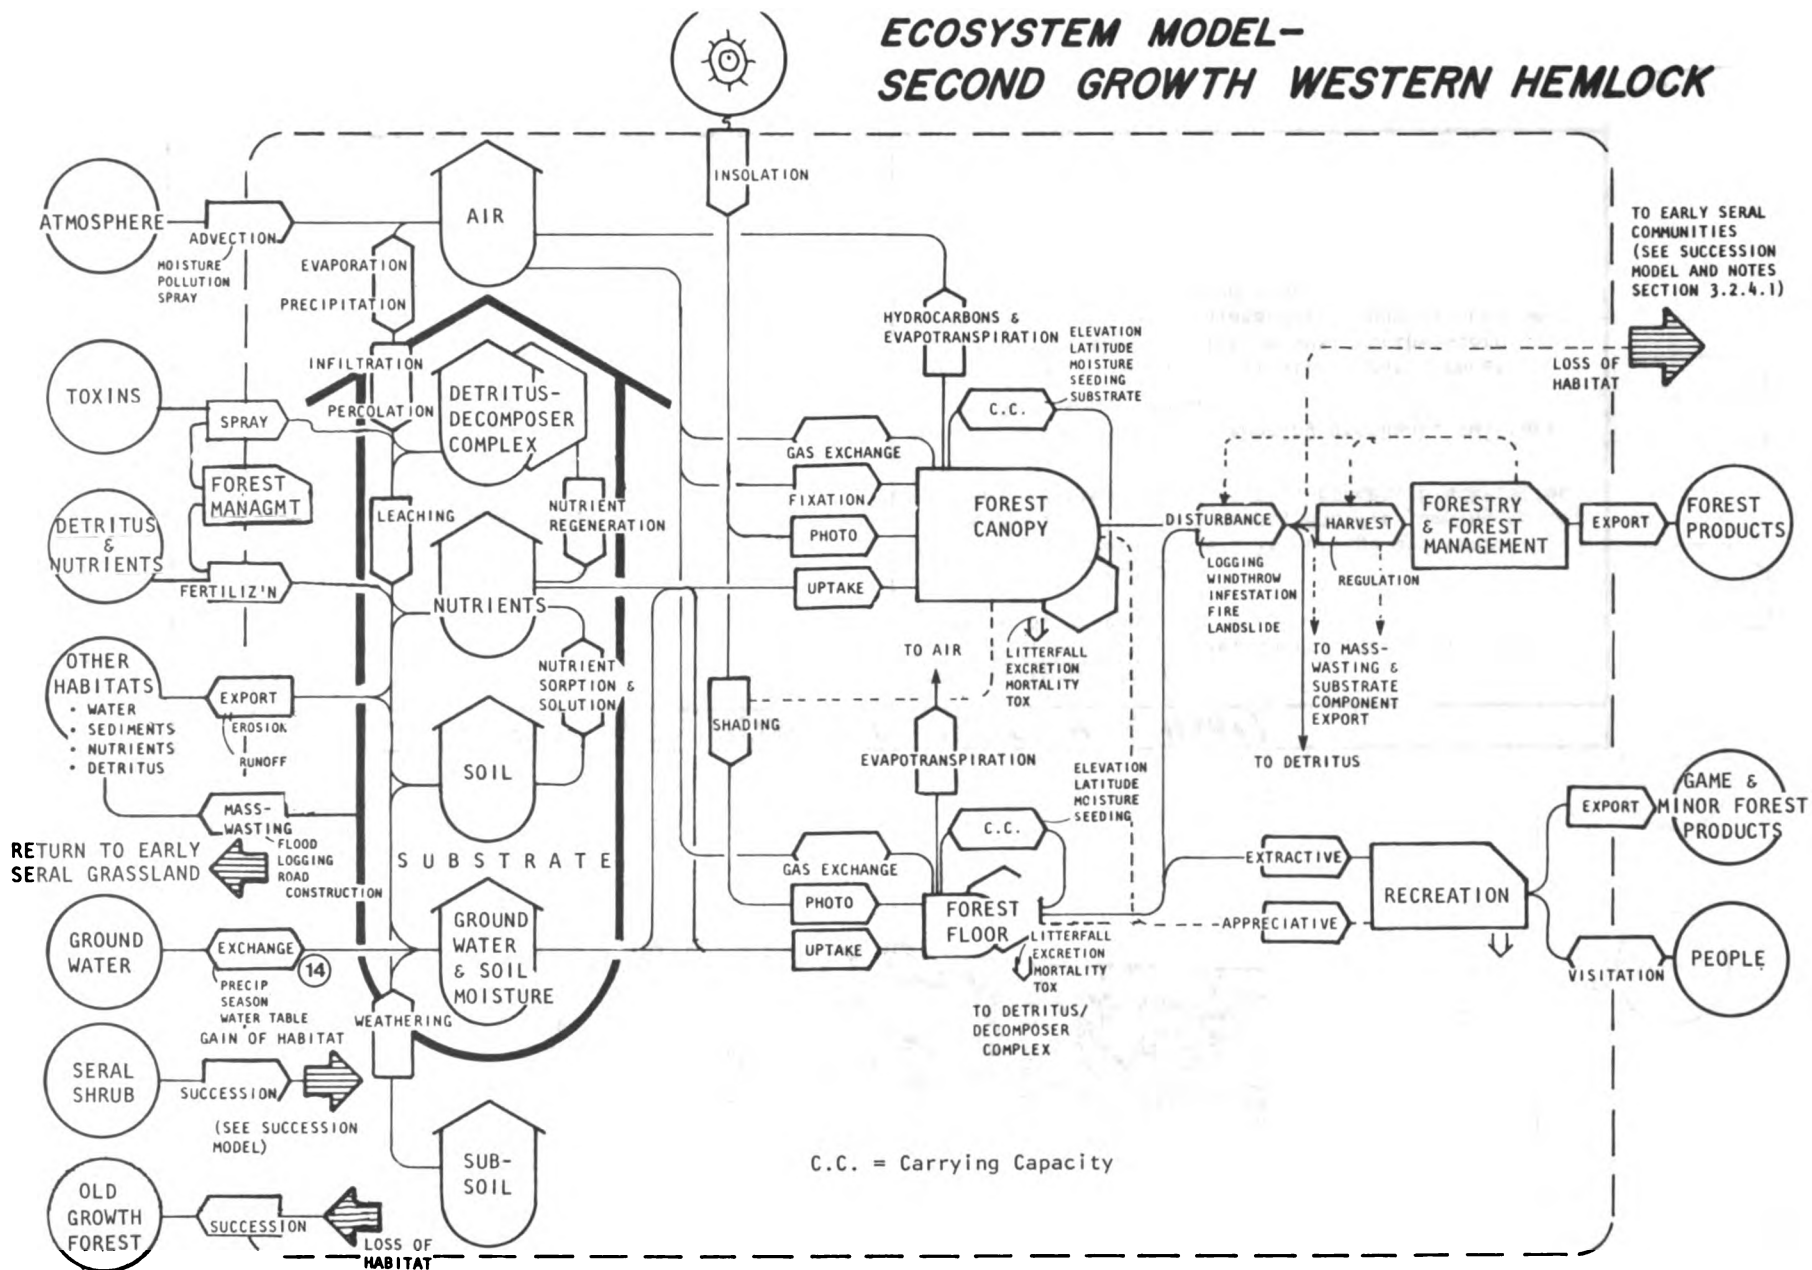 ECOSYSTEM MODEL-
SECOND GROWTH WESTERN HEMLOCK
INSOLATION
ATMOSPHERE
ADVECTION
MOISTURE
POLLUTION
SPRAY
AIR
EVAPORATION
PRECIPITATION
TO EARLY SERAL
COMMUNITIES
(SEE SUCCESSION
MODEL AND NOTES
SECTION 3.2.4.1)
LOSS OF
HABITAT
TOXINS
SPRAY
FOREST
MANAGMT
INFILTRATION
PERCOLATION
DETRITUS-
DECOMPOSER
COMPLEX
HYDROCARBONS &
EVAPOTRANSPIRATION
ELEVATION
LATITUDE
MOISTURE
SEEDING
SUBSTRATE
C.C.
GAS EXCHANGE
FIXATION
PHOTO
UPTAKE
FOREST
CANOPY
DETRITUS
&
NUTRIENTS
FERTILIZ'N
LEACHING
NUTRIENT
REGENERATION
NUTRIENTS
DISTURBANCE
LOGGING
WINDTHROW
INFESTATION
FIRE
LANDSLIDE
HARVEST
REGULATION
FORESTRY
& FOREST
MANAGEMENT
EXPORT
FOREST
PRODUCTS
OTHER
HABITATS
• WATER
• SEDIMENTS
• NUTRIENTS
• DETRITUS
EXPORT
EROSION
RUNOFF
NUTRIENT
SORPTION &
SOLUTION
SOIL
TO AIR
LITTERFALL
EXCRETION
MORTALITY
TOX
TO MASS-
WASTING &
SUBSTRATE
COMPONENT
EXPORT
TO DETRITUS
SHADING
EVAPOTRANSPIRATION
ELEVATION
LATITUDE
MOISTURE
SEEDING
C.C.
MASS-
WASTING
FLOOD
LOGGING
ROAD
CONSTRUCTION
RETURN TO EARLY
SERAL GRASSLAND
SUBSTRATE
GAS EXCHANGE
PHOTO
UPTAKE
FOREST
FLOOR
LITTERFALL
EXCRETION
MORTALITY
TOX
TO DETRITUS/
DECOMPOSER
COMPLEX
EXTRACTIVE
APPRECIATIVE
RECREATION
EXPORT
GAME &
MINOR FOREST
PRODUCTS
VISITATION
PEOPLE
GROUND
WATER
EXCHANGE
14
PRECIP
SEASON
WATER TABLE
GROUND
WATER
& SOIL
MOISTURE
WEATHERING
GAIN OF HABITAT
SERAL
SHRUB
SUCCESSION
(SEE SUCCESSION
MODEL)
SUB-
SOIL
C.C. = Carrying Capacity
OLD
GROWTH
FOREST
SUCCESSION
LOSS OF
HABITAT